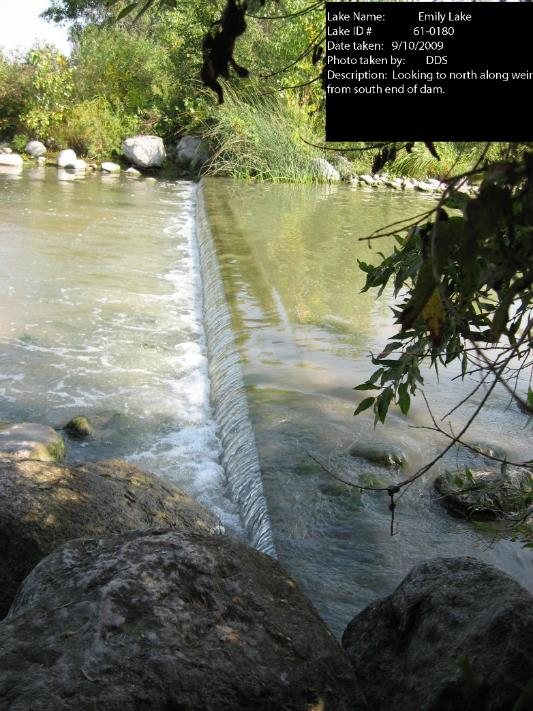 Lake Name: Emily Lake
Lake ID # 61-0180
Date taken: 9/10/2009
Photo taken by: DDS
Description: Looking to north along weir
from south end of dam.